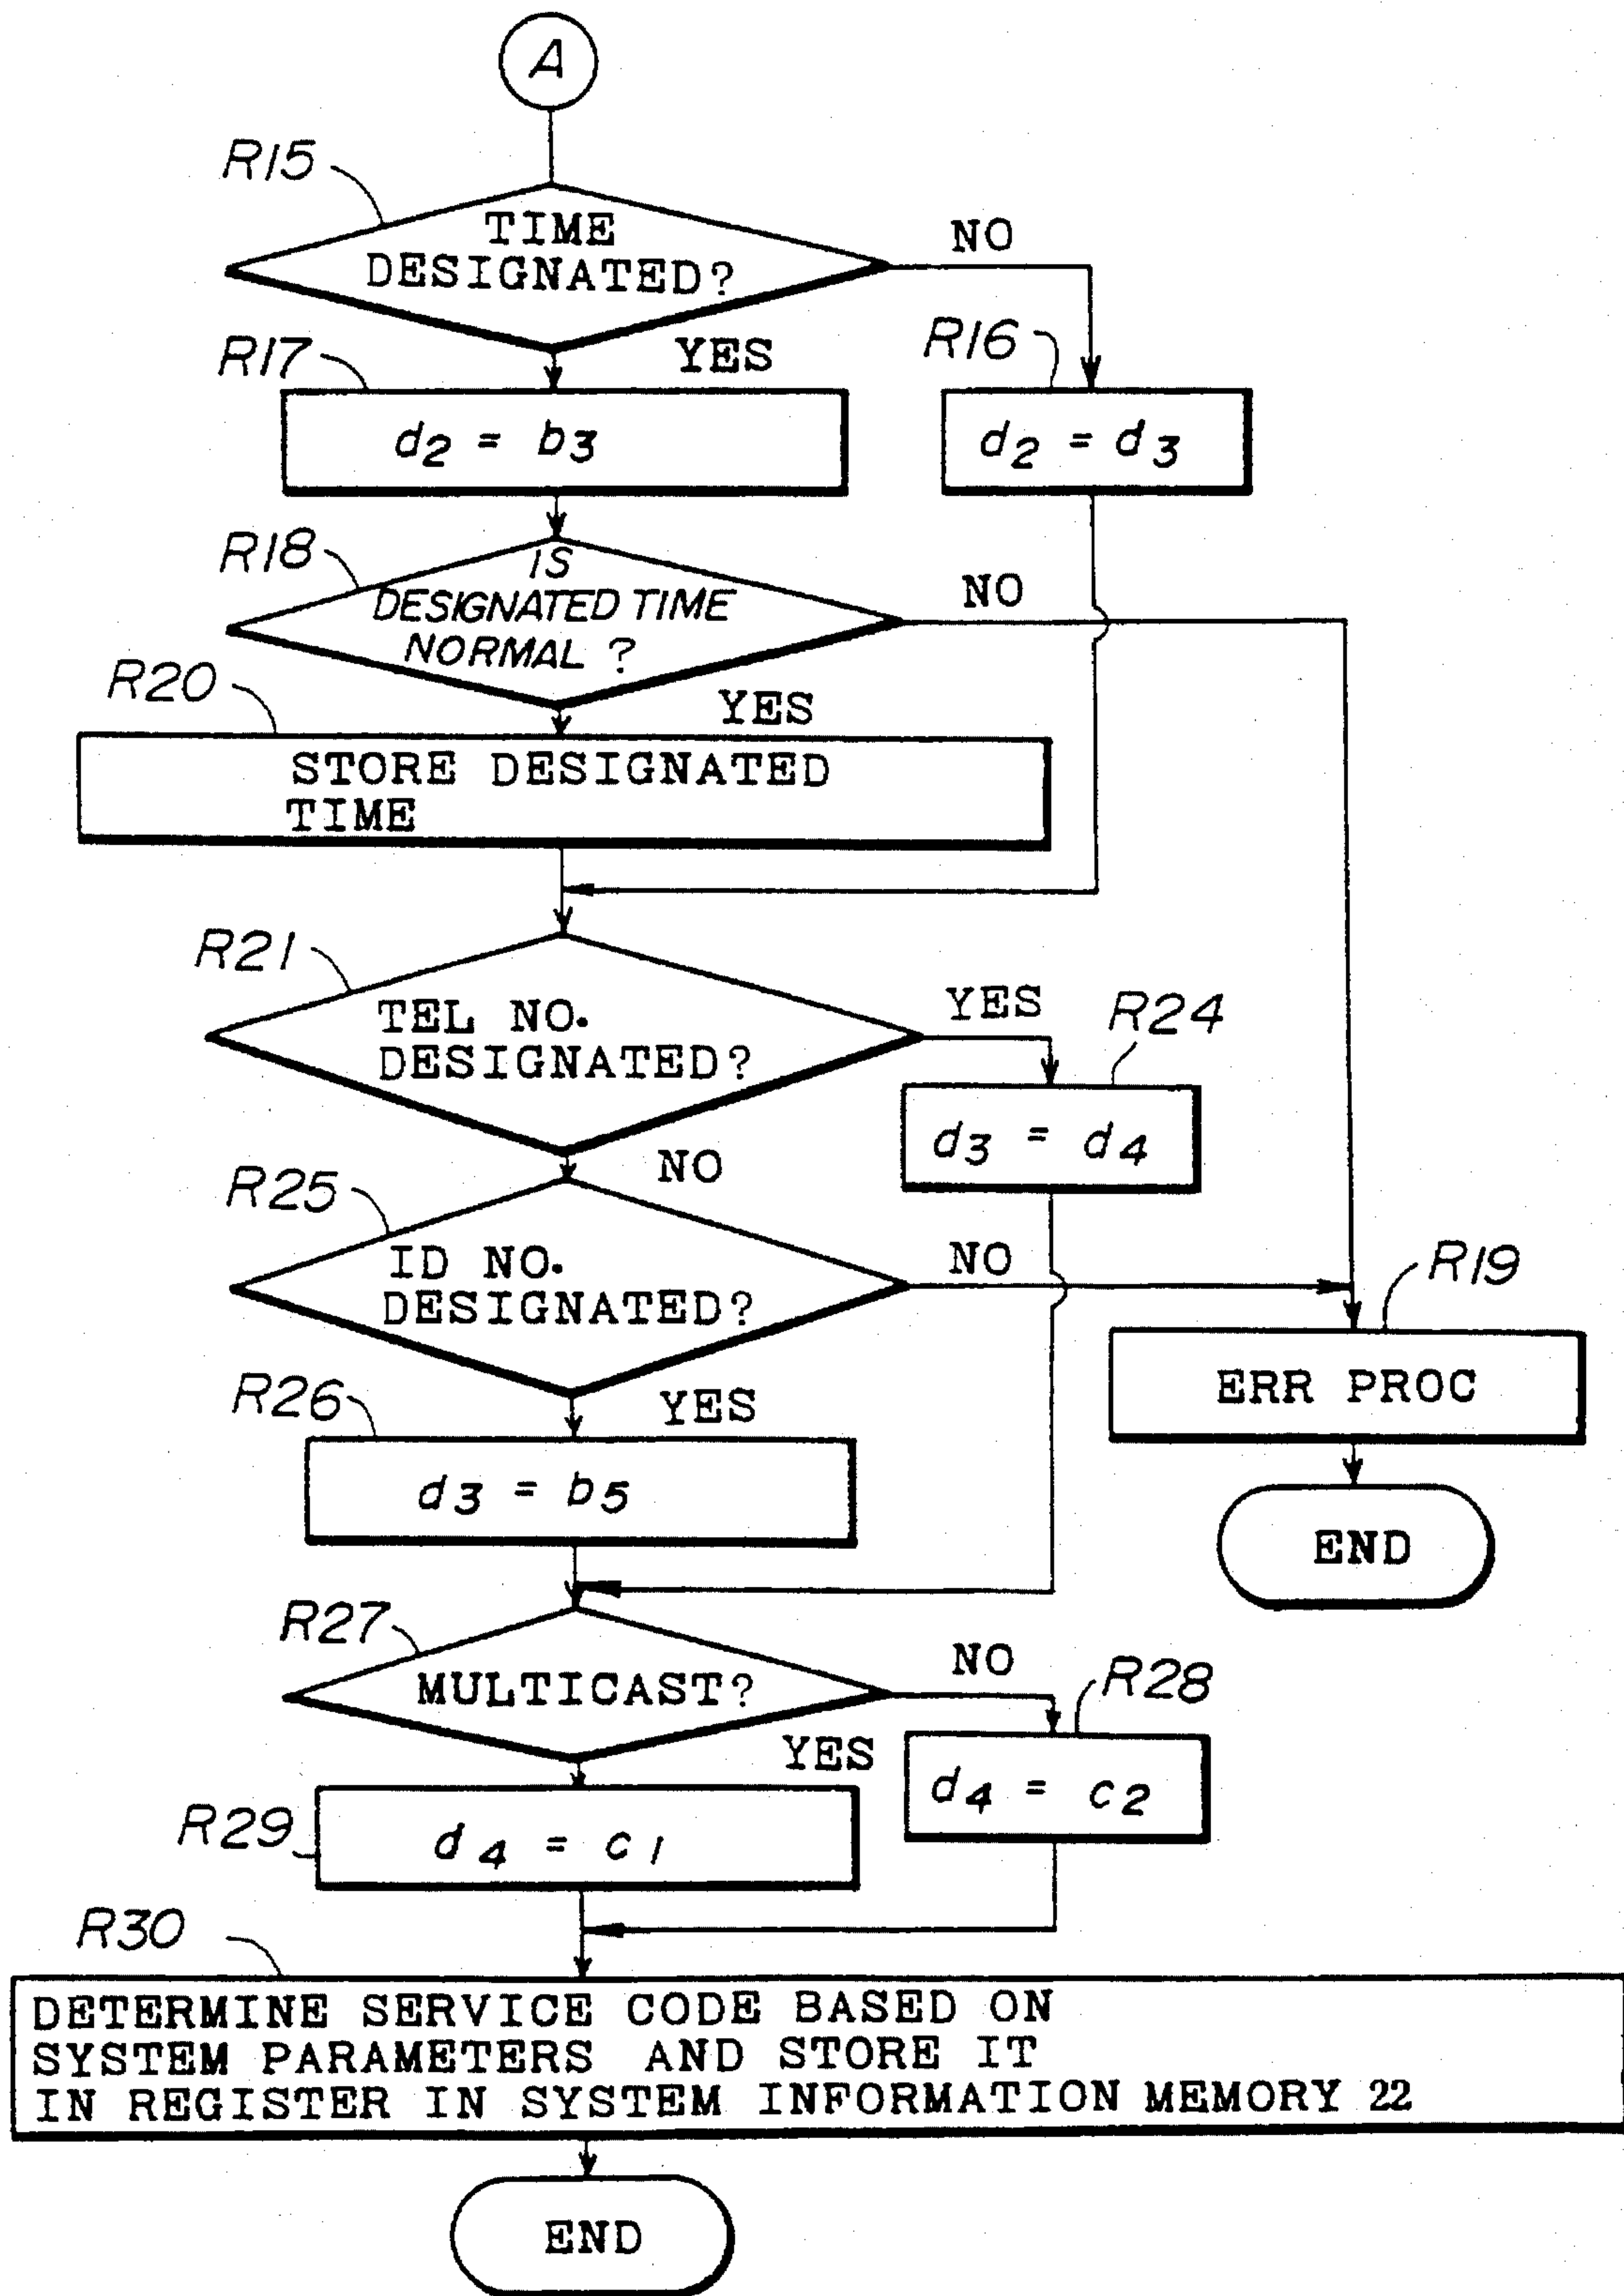 A
R15
TIME
DESIGNATED?
NO
R17
YES
R16
d2 = b3
d2 = d3
R18
IS
DESIGNATED TIME
NORMAL ?
NO
R20
YES
STORE DESIGNATED
TIME
R21
TEL NO.
DESIGNATED?
YES
R24
d3 = d4
NO
R25
ID NO.
DESIGNATED?
NO
R19
ERR PROC
R26
YES
d3 = b5
END
R27
MULTICAST?
NO
R28
YES
d4 = c2
R29
d4 = c1
R30
DETERMINE SERVICE CODE BASED ON
SYSTEM PARAMETERS AND STORE IT
IN REGISTER IN SYSTEM INFORMATION MEMORY 22
END